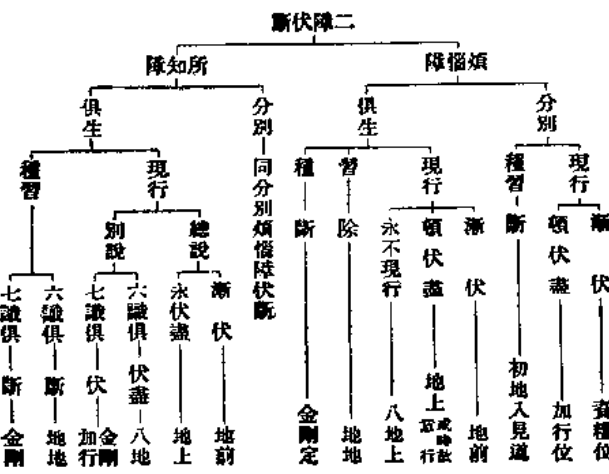 二障伏斷
煩惱障
分別
現行
漸伏
資糧位
頓伏盡
加行位
種習
斷
初地入見道
俱生
現行
漸伏
地前
頓伏盡
地上
永不現行
八地上
習
除
地地
種
斷
金剛定
所知障
分別
同分別煩惱障伏斷
俱生
現行
總說
漸伏
地前
永伏盡
地上
別說
六識俱
伏盡
八地
七識俱
伏
金剛加行
種習
六識俱
斷
地地
七識俱
斷
金剛